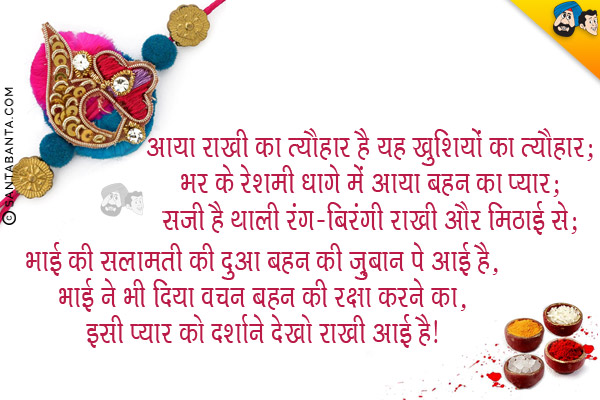 आया राखी का त्यौहार है यह खुशियों का त्यौहार;
भर के रेशमी धागे में आया बहन का प्यार;
सजी है थाली रंग-बिरंगी राखी और मिठाई से;
भाई की सलामती की दुआ बहन की जुबान पे आई है,
भाई ने भी दिया वचन बहन की रक्षा करने का,
इसी प्यार को दर्शाने देखो राखी आई है!
© SANTABANTA.COM